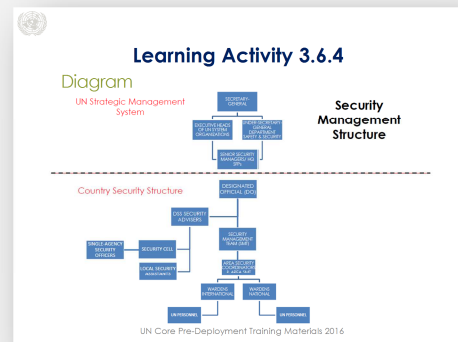 Learning Activity 3.6.4
Diagram
UN Strategic Management
System
Security
Management
Structure
SECRETARY-
GENERAL
EXECUTIVE HEADS
OF UN SYSTEM
ORGANIZATIONS
UNDER SECRETARY
GENERAL
DEPARTMENT
SAFETY & SECURITY
SENIOR SECURITY
MANAGERS/ HQ
Country Security Structure
DESIGNATED
OFFICIAL (DO)
DSS SECURITY
ADVISERS
SECURITY
MANAGEMENT
TEAM (SMT)
SINGLE-AGENCY
SECURITY
OFFICERS
SECURITY CELL
LOCAL SECURITY
AREA SECURITY
COORDINATORS
AREA SMT
WARDENS
INTERNATIONAL
WARDENS
NATIONAL
UN PERSONNEL
UN PERSONNEL
UN Core Pre-Deployment Training Materials 2016